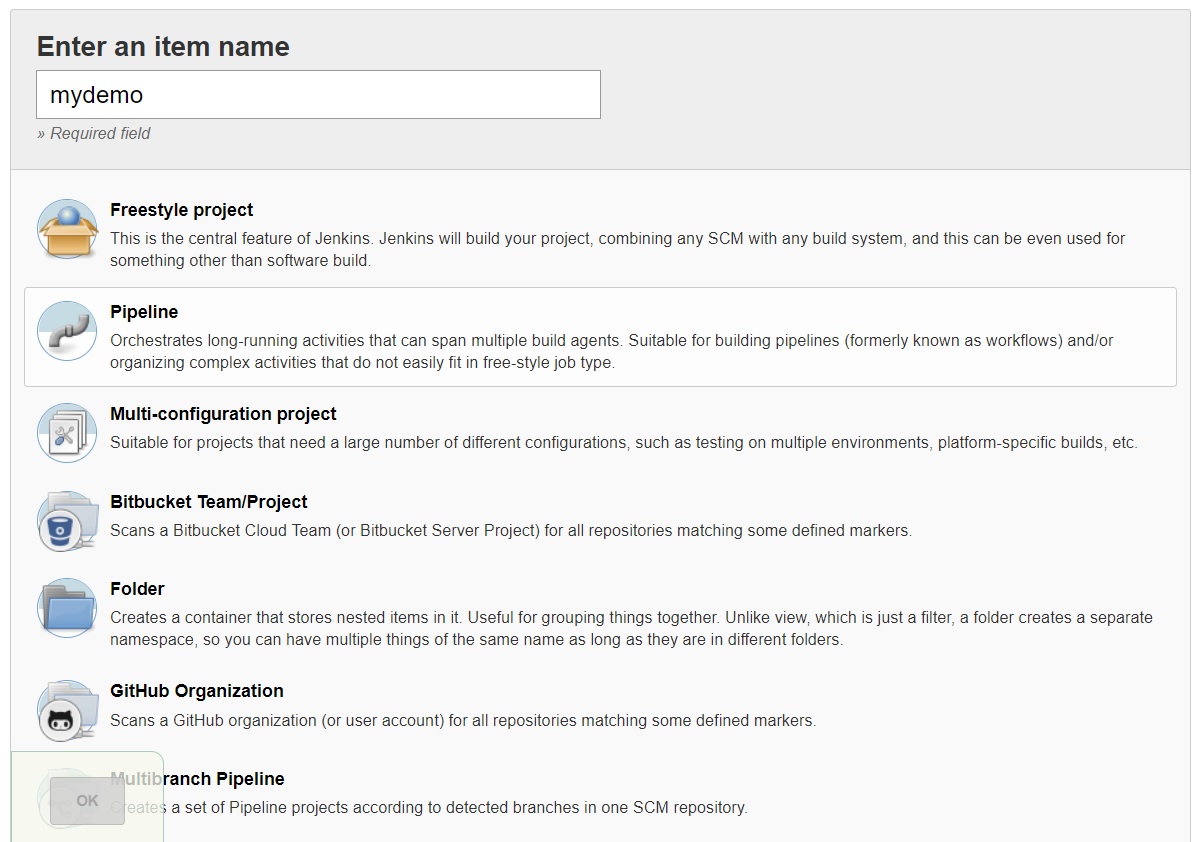 Enter an item name
mydemo
» Required field
Freestyle project
This is the central feature of Jenkins. Jenkins will build your project, combining any SCM with any build system, and this can be even used for
something other than software build.
Pipeline
Orchestrates long-running activities that can span multiple build agents. Suitable for building pipelines (formerly known as workflows) and/or
organizing complex activities that do not easily fit in free-style job type.
Multi-configuration project
Suitable for projects that need a large number of different configurations, such as testing on multiple environments, platform-specific builds, etc.
Bitbucket Team/Project
Scans a Bitbucket Cloud Team (or Bitbucket Server Project) for all repositories matching some defined markers.
Folder
Creates a container that stores nested items in it. Useful for grouping things together. Unlike view, which is just a filter, a folder creates a separate
namespace, so you can have multiple things of the same name as long as they are in different folders.
GitHub Organization
Scans a GitHub organization (or user account) for all repositories matching some defined markers.
Multibranch Pipeline
OK
Creates a set of Pipeline projects according to detected branches in one SCM repository.